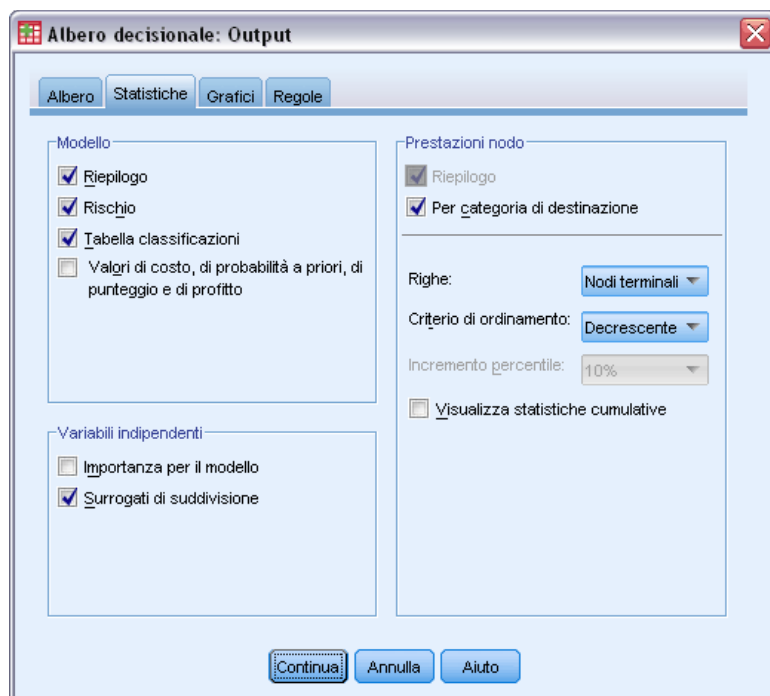 Albero decisionale: Output
Albero
Statistiche
Grafici
Regole
Modello
Riepilogo
Rischio
Tabella classificazioni
Valori di costo, di probabilità a priori, di
punteggio e di profitto
Variabili indipendenti
Importanza per il modello
Surrogati di suddivisione
Prestazioni nodo
Riepilogo
Per categoria di destinazione
Righe: Nodi terminali
Criterio di ordinamento: Decrescente
Incremento percentile: 10%
Visualizza statistiche cumulative
Continua
Annulla
Aiuto